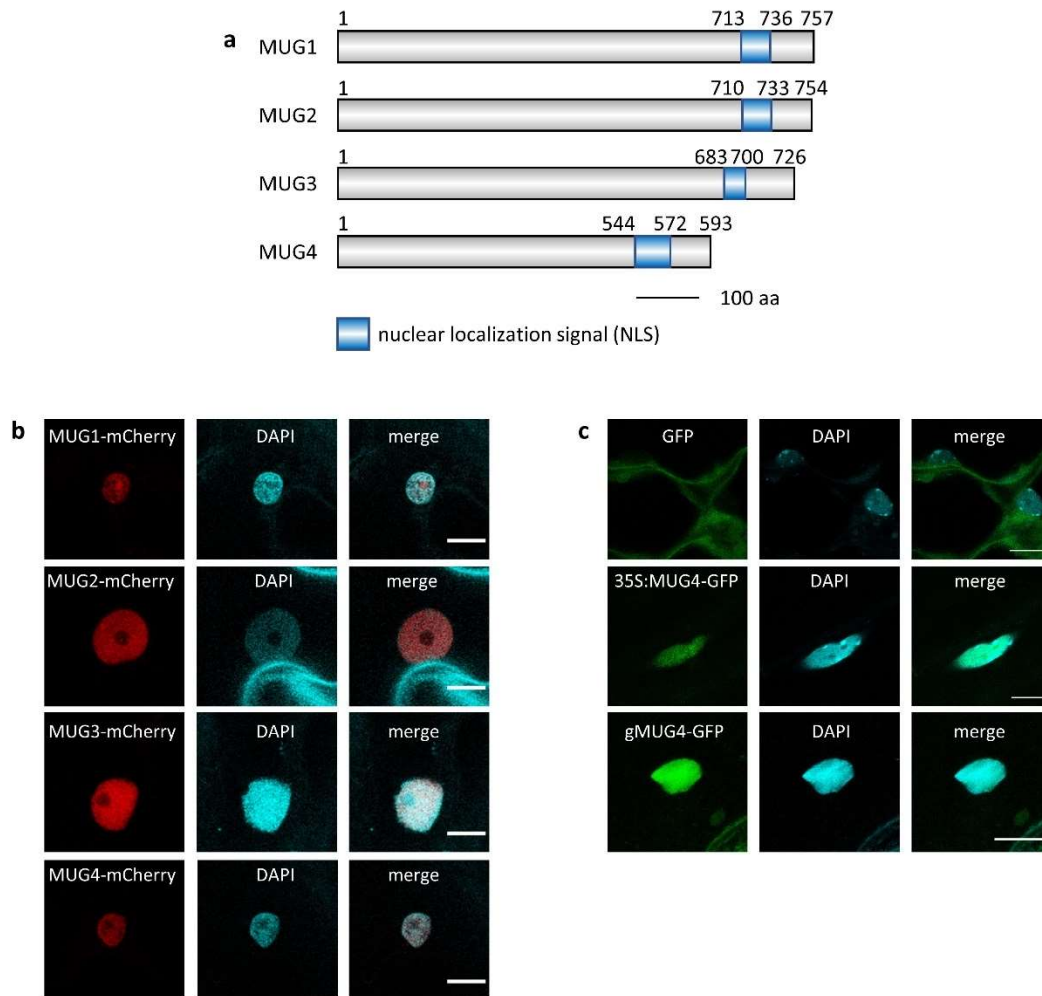 a
1 713 736 757
MUG1
1 710 733 754
MUG2
1 683 700 726
MUG3
1 544 572 593
MUG4
100 aa
nuclear localization signal (NLS)
b
MUG1-mCherry DAPI merge
MUG2-mCherry DAPI merge
MUG3-mCherry DAPI merge
MUG4-mCherry DAPI merge
c
GFP DAPI merge
35S:MUG4-GFP DAPI merge
gMUG4-GFP DAPI merge